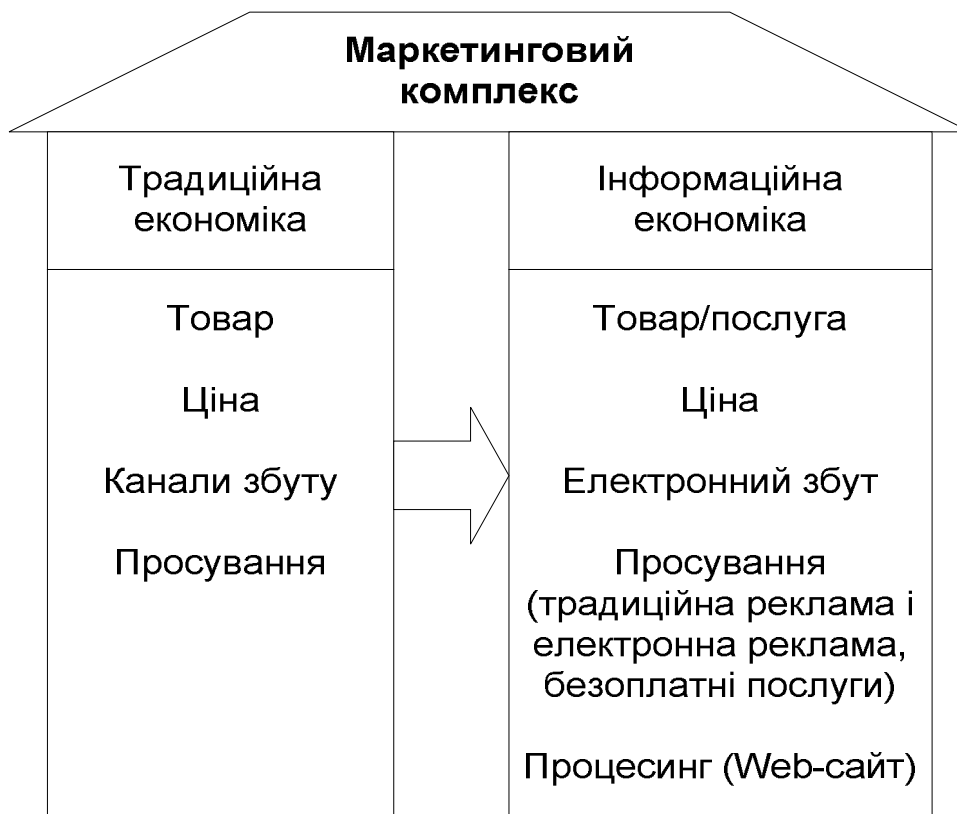 Маркетинговий
комплекс
Традиційна
економіка
Товар
Ціна
Канали збуту
Просування
Інформаційна
економіка
Товар/послуга
Ціна
Електронний збут
Просування
(традиційна реклама і
електронна реклама,
безоплатні послуги)
Процесинг (Web-сайт)